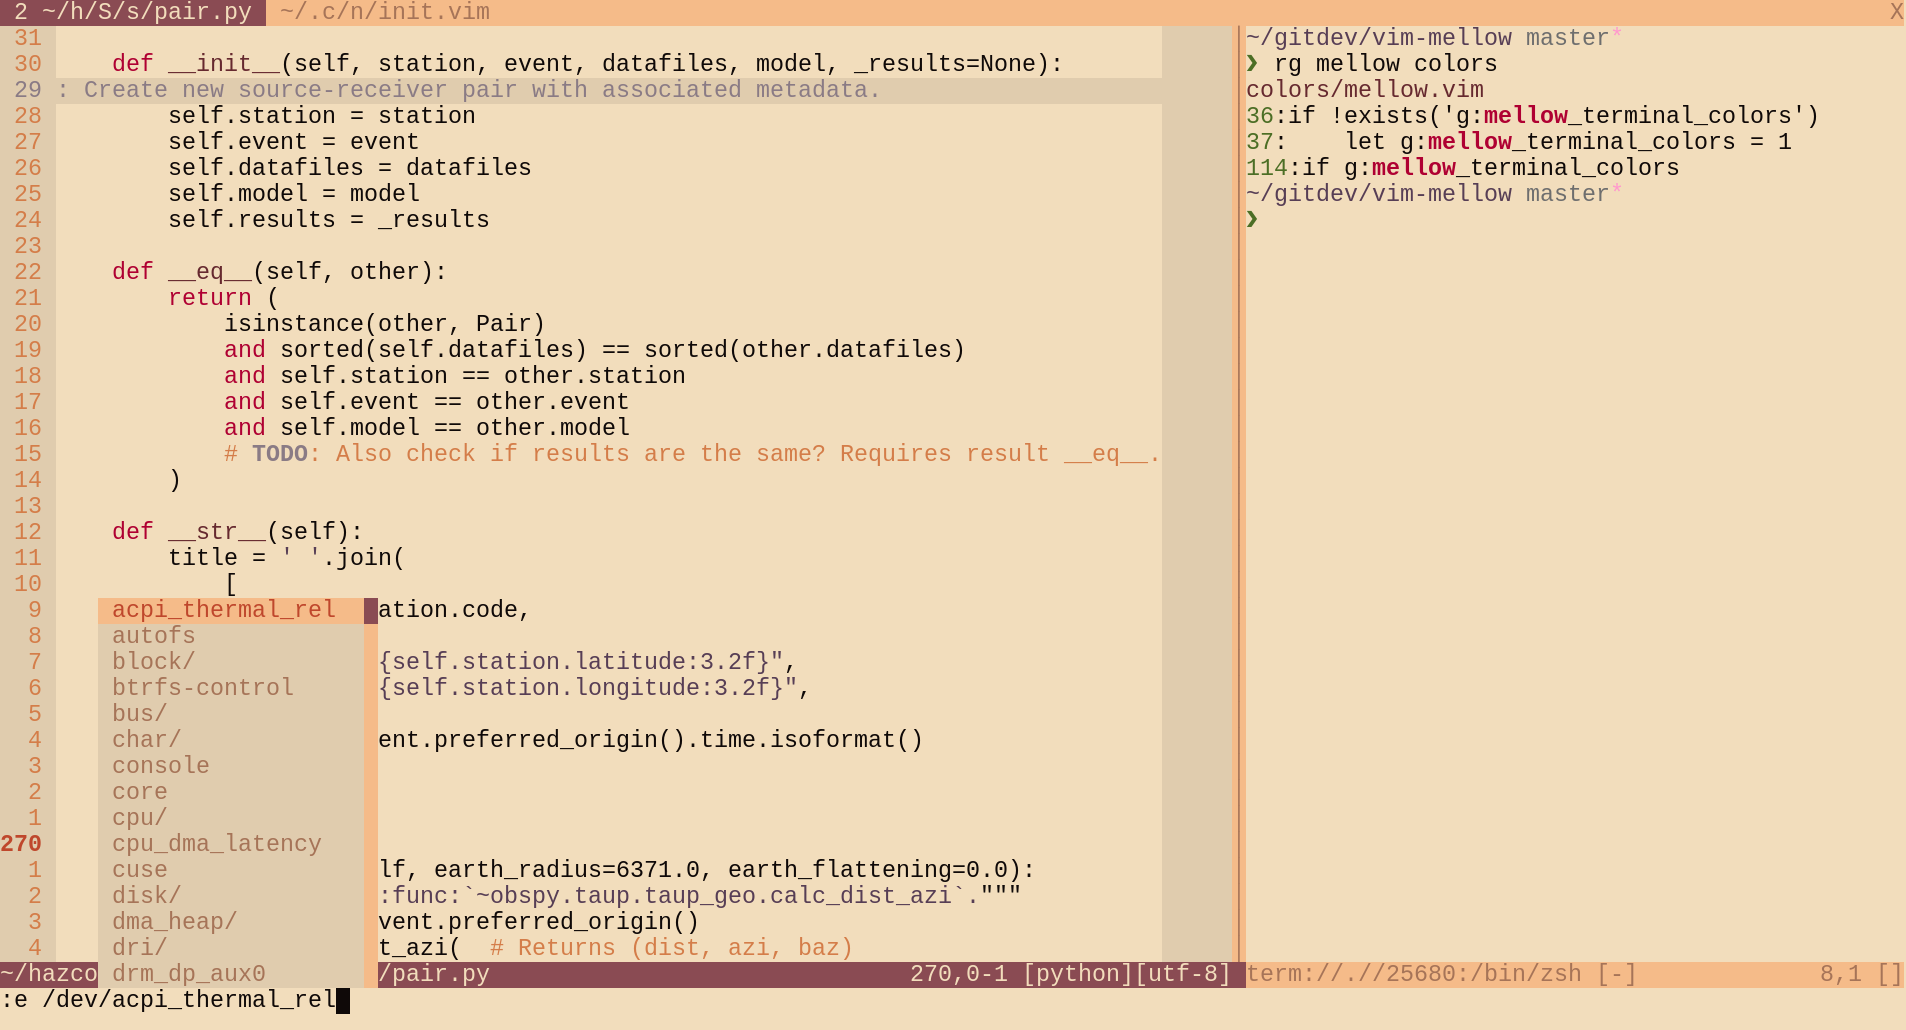 2 ~/h/S/s/pair.py  ~/.c/n/init.vim X
31
30     def __init__(self, station, event, datafiles, model, _results=None):
29 : Create new source-receiver pair with associated metadata.
28         self.station = station
27         self.event = event
26         self.datafiles = datafiles
25         self.model = model
24         self.results = _results
23
22     def __eq__(self, other):
21         return (
20             isinstance(other, Pair)
19             and sorted(self.datafiles) == sorted(other.datafiles)
18             and self.station == other.station
17             and self.event == other.event
16             and self.model == other.model
15             # TODO: Also check if results are the same? Requires result __eq__.
14         )
13
12     def __str__(self):
11         title = ' '.join(
10             [
9 acpi_thermal_rel ation.code,
8 autofs
7 block/ {self.station.latitude:3.2f}",
6 btrfs-control {self.station.longitude:3.2f}",
5 bus/
4 char/ ent.preferred_origin().time.isoformat()
3 console
2 core
1 cpu/
270 cpu_dma_latency
1 cuse lf, earth_radius=6371.0, earth_flattening=0.0):
2 disk/ :func:`~obspy.taup.taup_geo.calc_dist_azi`."""
3 dma_heap/ vent.preferred_origin()
4 dri/ t_azi(  # Returns (dist, azi, baz)
~/hazco drm_dp_aux0 /pair.py 270,0-1 [python][utf-8]
:e /dev/acpi_thermal_rel
~/gitdev/vim-mellow master*
❯ rg mellow colors
colors/mellow.vim
36:if !exists('g:mellow_terminal_colors')
37:    let g:mellow_terminal_colors = 1
114:if g:mellow_terminal_colors
~/gitdev/vim-mellow master*
❯
term://.//25680:/bin/zsh [-] 8,1 []